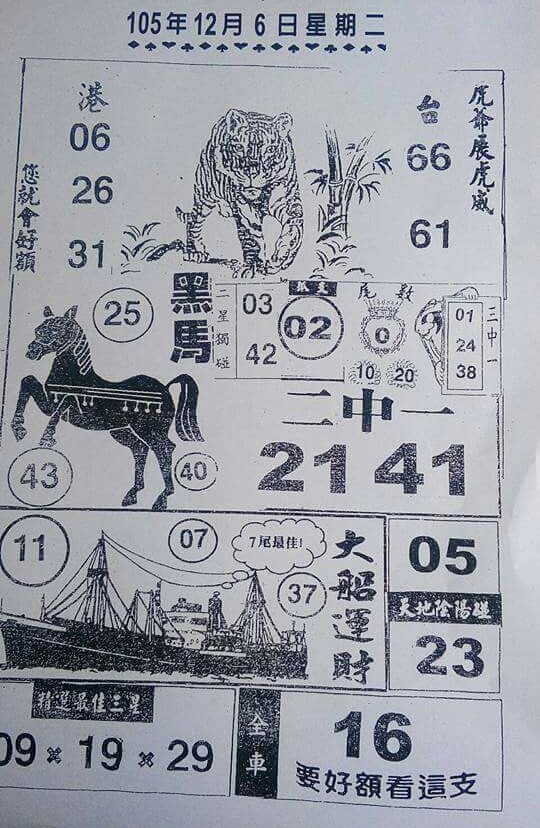 105年12月6日星期二
港
06
26
31
您就會好額
台
66
61
虎爺展虎威
黑馬
25
43
40
二星獨碰
03
42
02
尾數
0
10
20
三中一
01
24
38
二中一
21 41
11
07
7尾最佳!
37
大船運財
05
天地陰陽碰
23
精選最佳三星
09×19×29
全車
16
要好額看這支